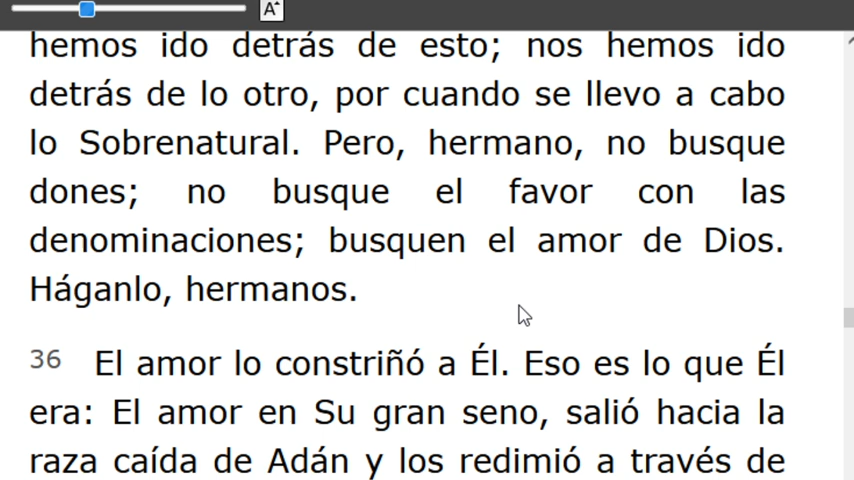 A
hemos ido detrás de esto; nos hemos ido
detrás de lo otro, por cuando se llevo a cabo
lo Sobrenatural. Pero, hermano, no busque
dones; no busque el favor con las
denominaciones; busquen el amor de Dios.
Háganlo, hermanos.
36 El amor lo constriñó a Él. Eso es lo que Él
era: El amor en Su gran seno, salió hacia la
raza caída de Adán y los redimió a través de